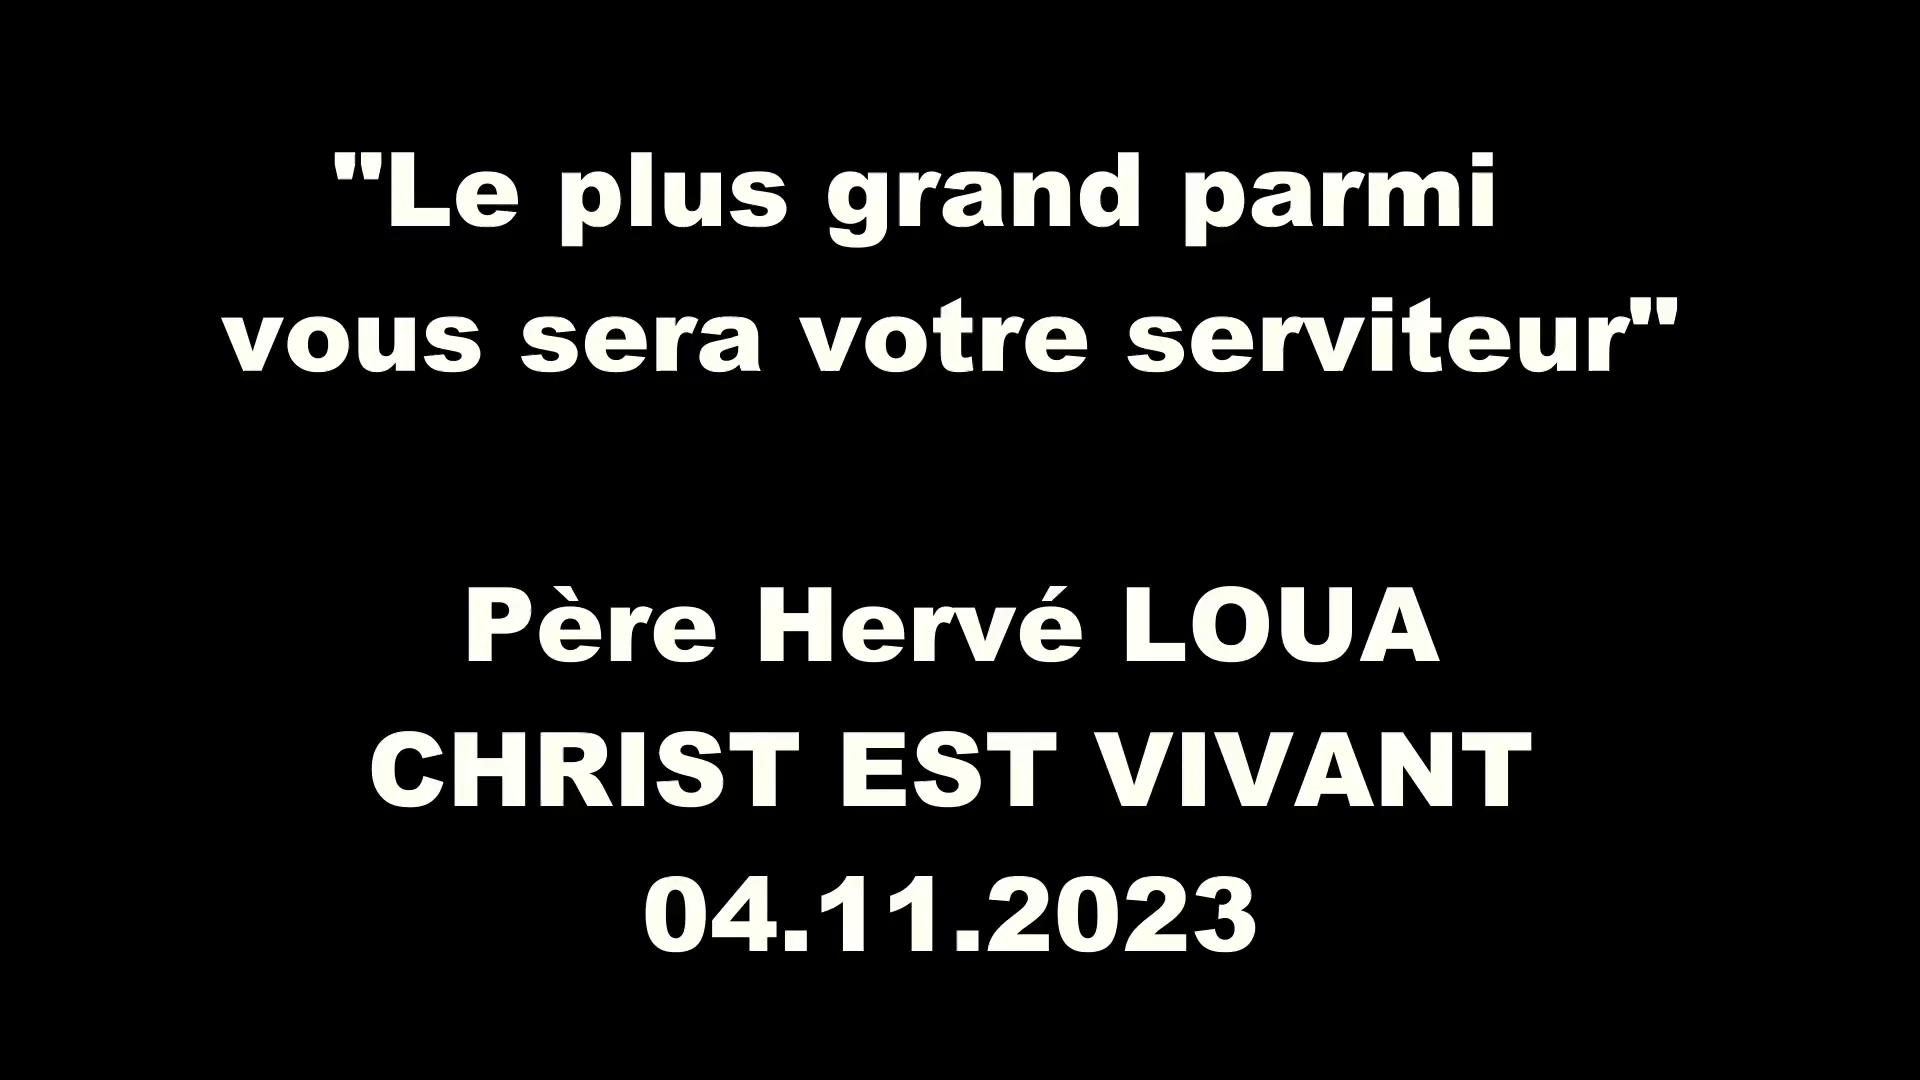 "Le plus grand parmi
vous sera votre serviteur"
Père Hervé LOUA
CHRIST EST VIVANT
04.11.2023